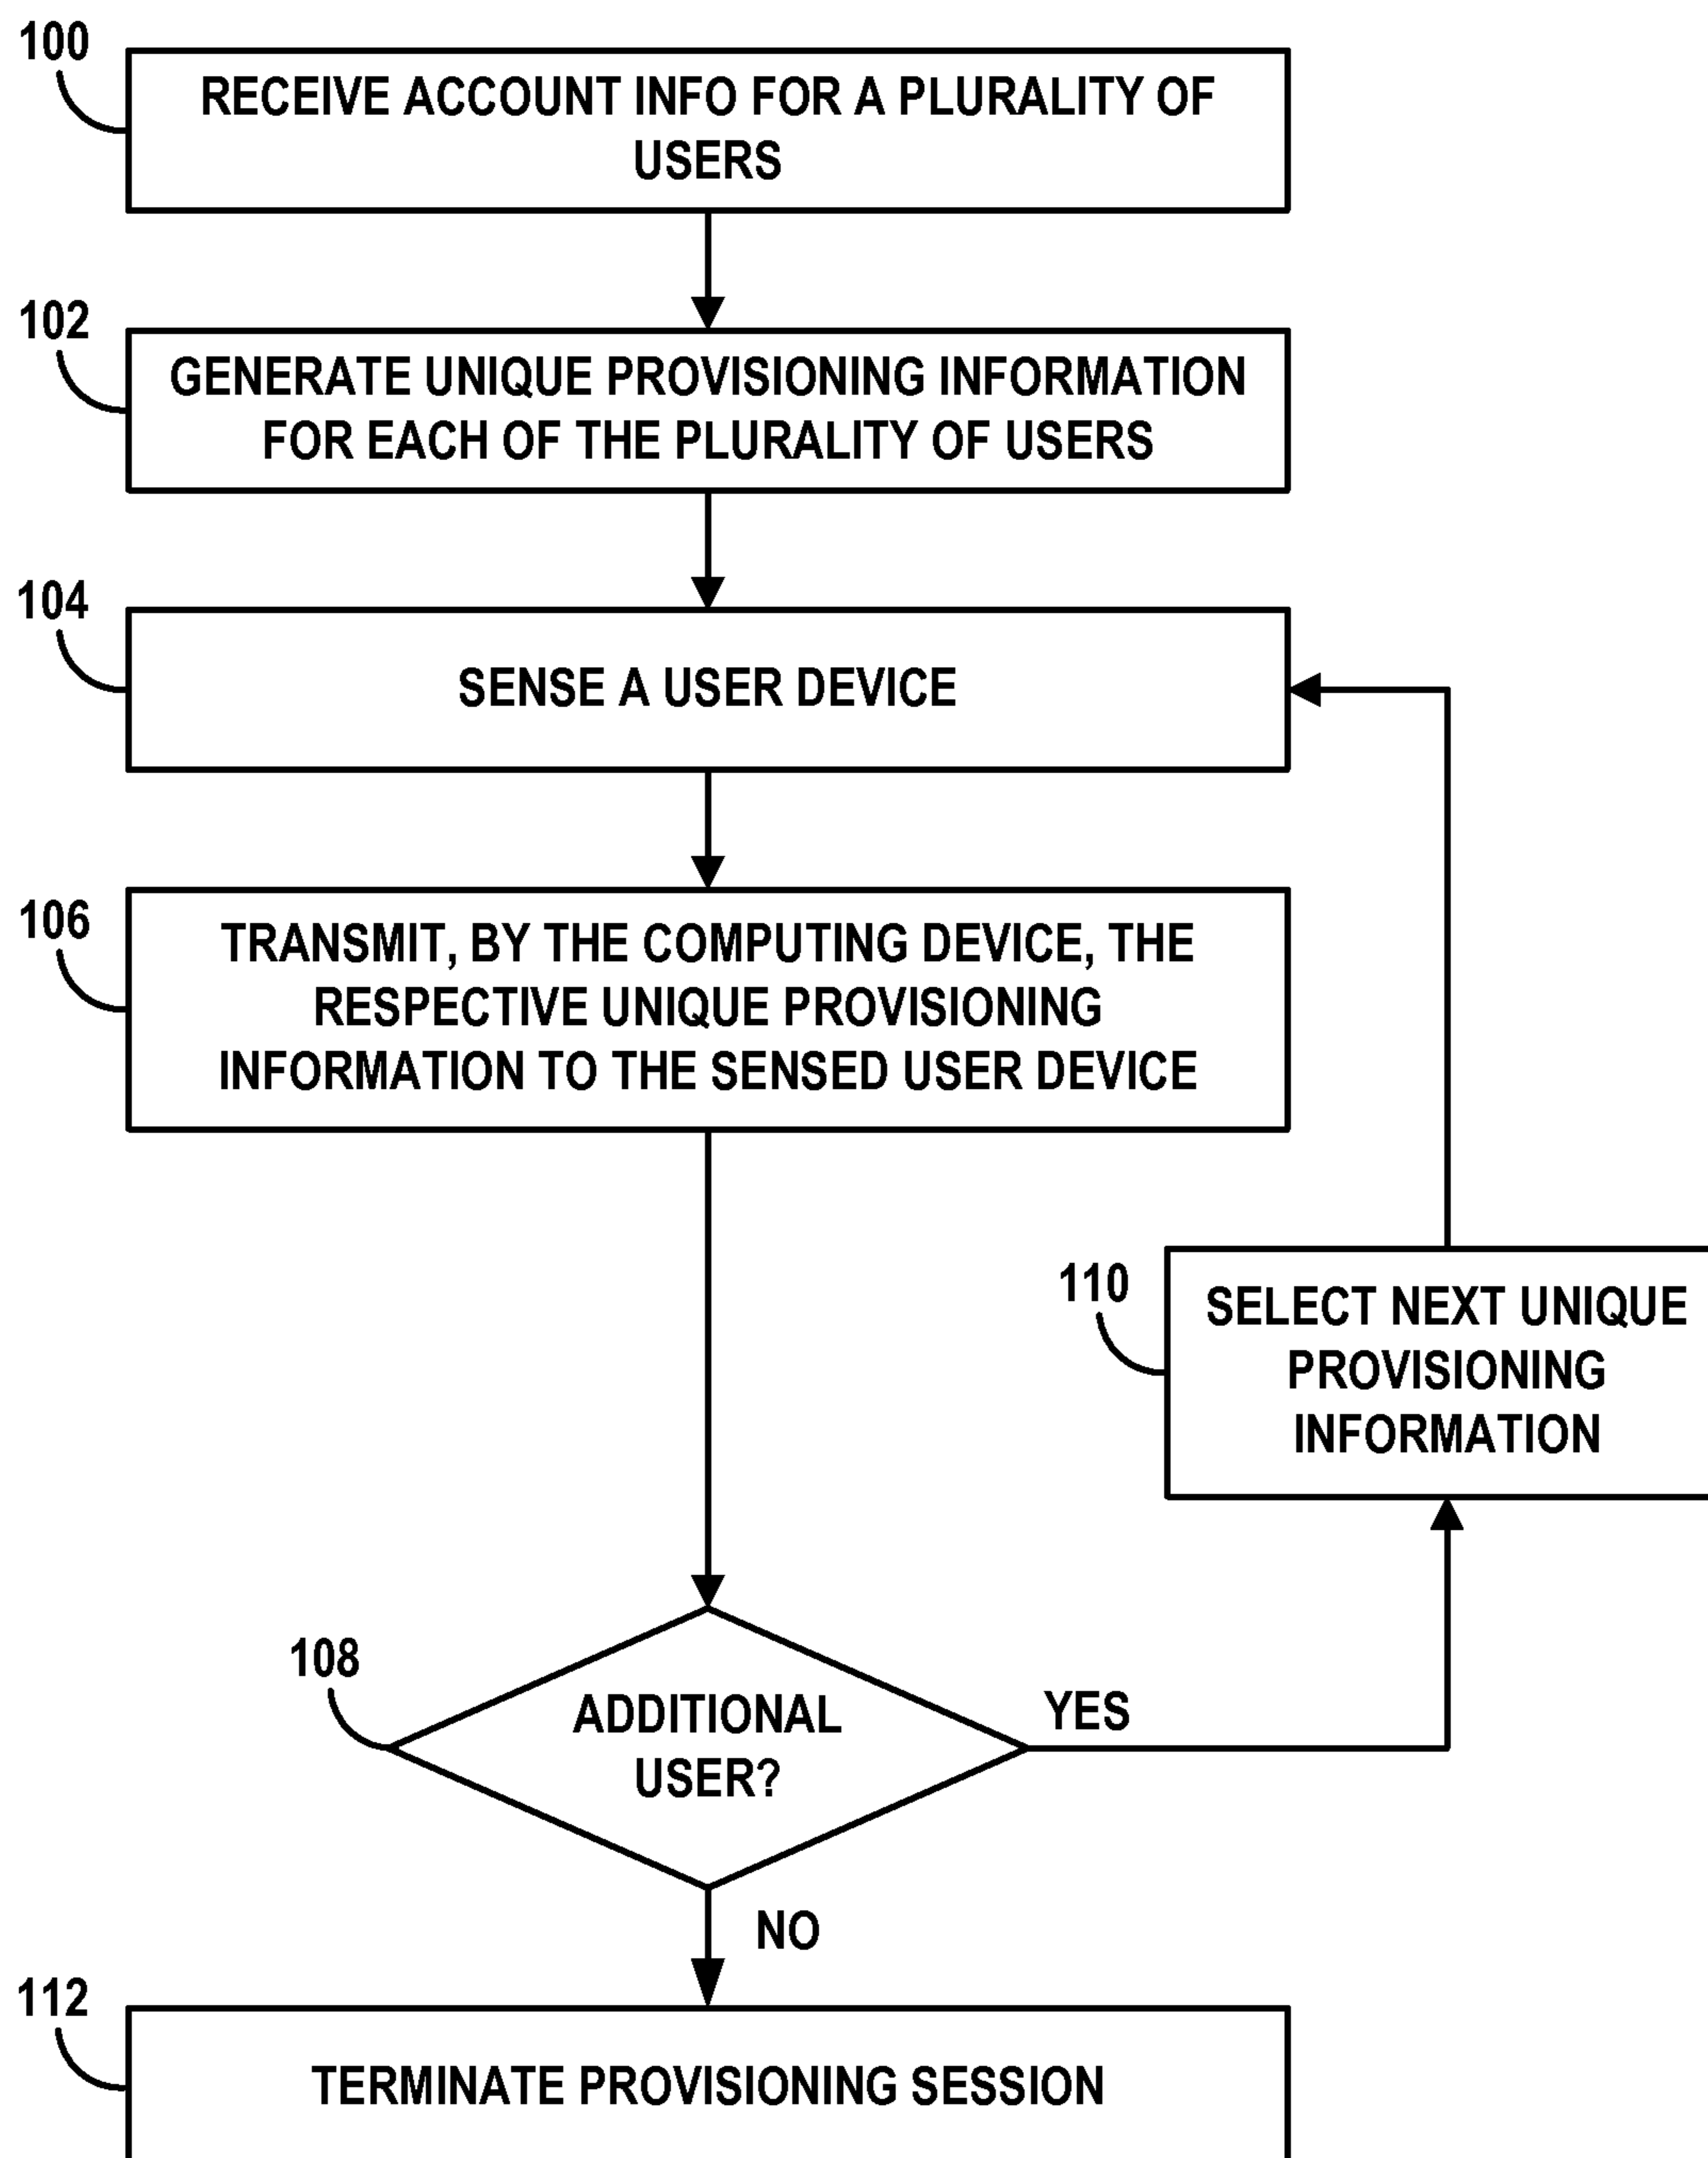 100
RECEIVE ACCOUNT INFO FOR A PLURALITY OF
USERS
102
GENERATE UNIQUE PROVISIONING INFORMATION
FOR EACH OF THE PLURALITY OF USERS
104
SENSE A USER DEVICE
106
TRANSMIT, BY THE COMPUTING DEVICE, THE
RESPECTIVE UNIQUE PROVISIONING
INFORMATION TO THE SENSED USER DEVICE
110
SELECT NEXT UNIQUE
PROVISIONING
INFORMATION
108
ADDITIONAL
USER?
YES
NO
112
TERMINATE PROVISIONING SESSION